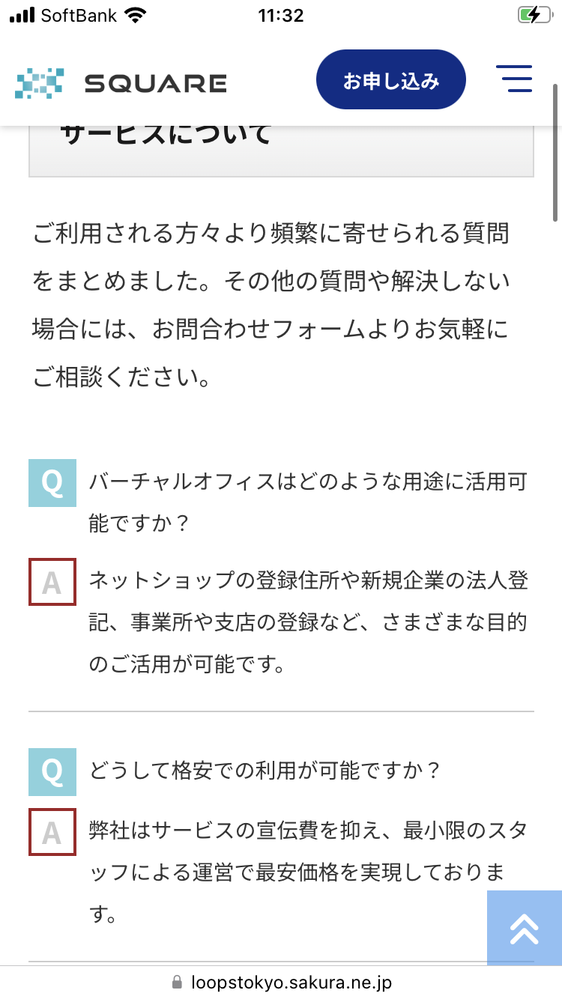 SoftBank 11:32
SQUARE お申し込み
サービスについて
ご利用される方々より頻繁に寄せられる質問
をまとめました。その他の質問や解決しない
場合には、お問合わせフォームよりお気軽に
ご相談ください。
Q バーチャルオフィスはどのような用途に活用可
能ですか？
A ネットショップの登録住所や新規企業の法人登
記、事業所や支店の登録など、さまざまな目的
のご活用が可能です。
Q どうして格安での利用が可能ですか？
A 弊社はサービスの宣伝費を抑え、最小限のスタ
ッフによる運営で最安価格を実現しておりま
す。
loopstokyo.sakura.ne.jp